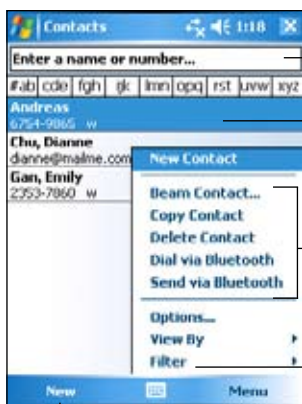 Contacts 1:18
Enter a name or number...
#ab cde fgh ijk lmn opq rst uvw xyz
Andreas
6754-9865 w
Chu, Dianne
dianne@mailme.com
Gan, Emily
2353-7860 w
New Contact
Beam Contact...
Copy Contact
Delete Contact
Dial via Bluetooth
Send via Bluetooth
Options...
View By
Filter
New Menu